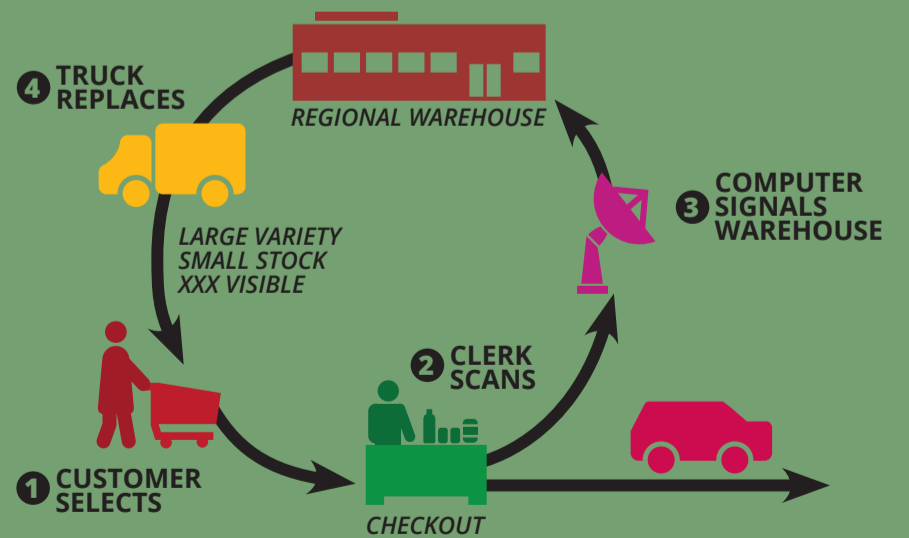 4 TRUCK
REPLACES
REGIONAL WAREHOUSE
3 COMPUTER
SIGNALS
WAREHOUSE
LARGE VARIETY
SMALL STOCK
XXX VISIBLE
2 CLERK
SCANS
1 CUSTOMER
SELECTS
CHECKOUT